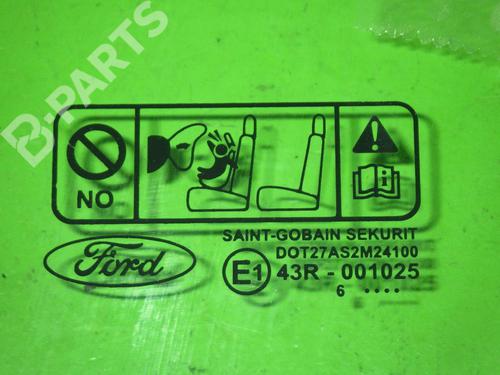 B-PARTS
NO
i
SAINT-GOBAIN SEKURIT
DOT27AS2M24100
Ford
E1
43R - 001025
6 ....